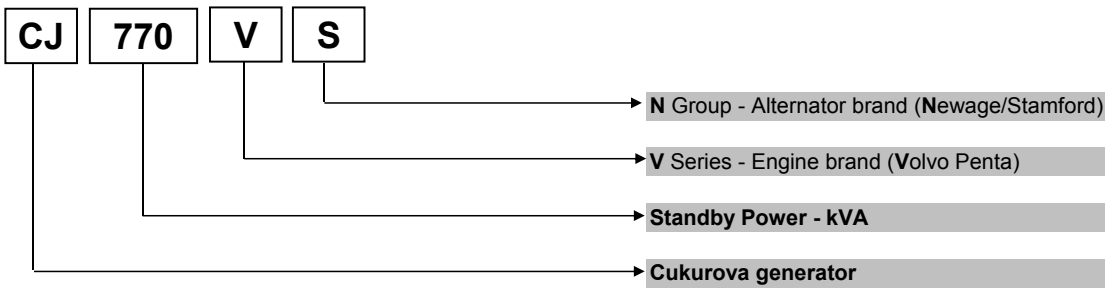 CJ 770 V S
N Group - Alternator brand (Newage/Stamford)
V Series - Engine brand (Volvo Penta)
Standby Power - kVA
Cukurova generator